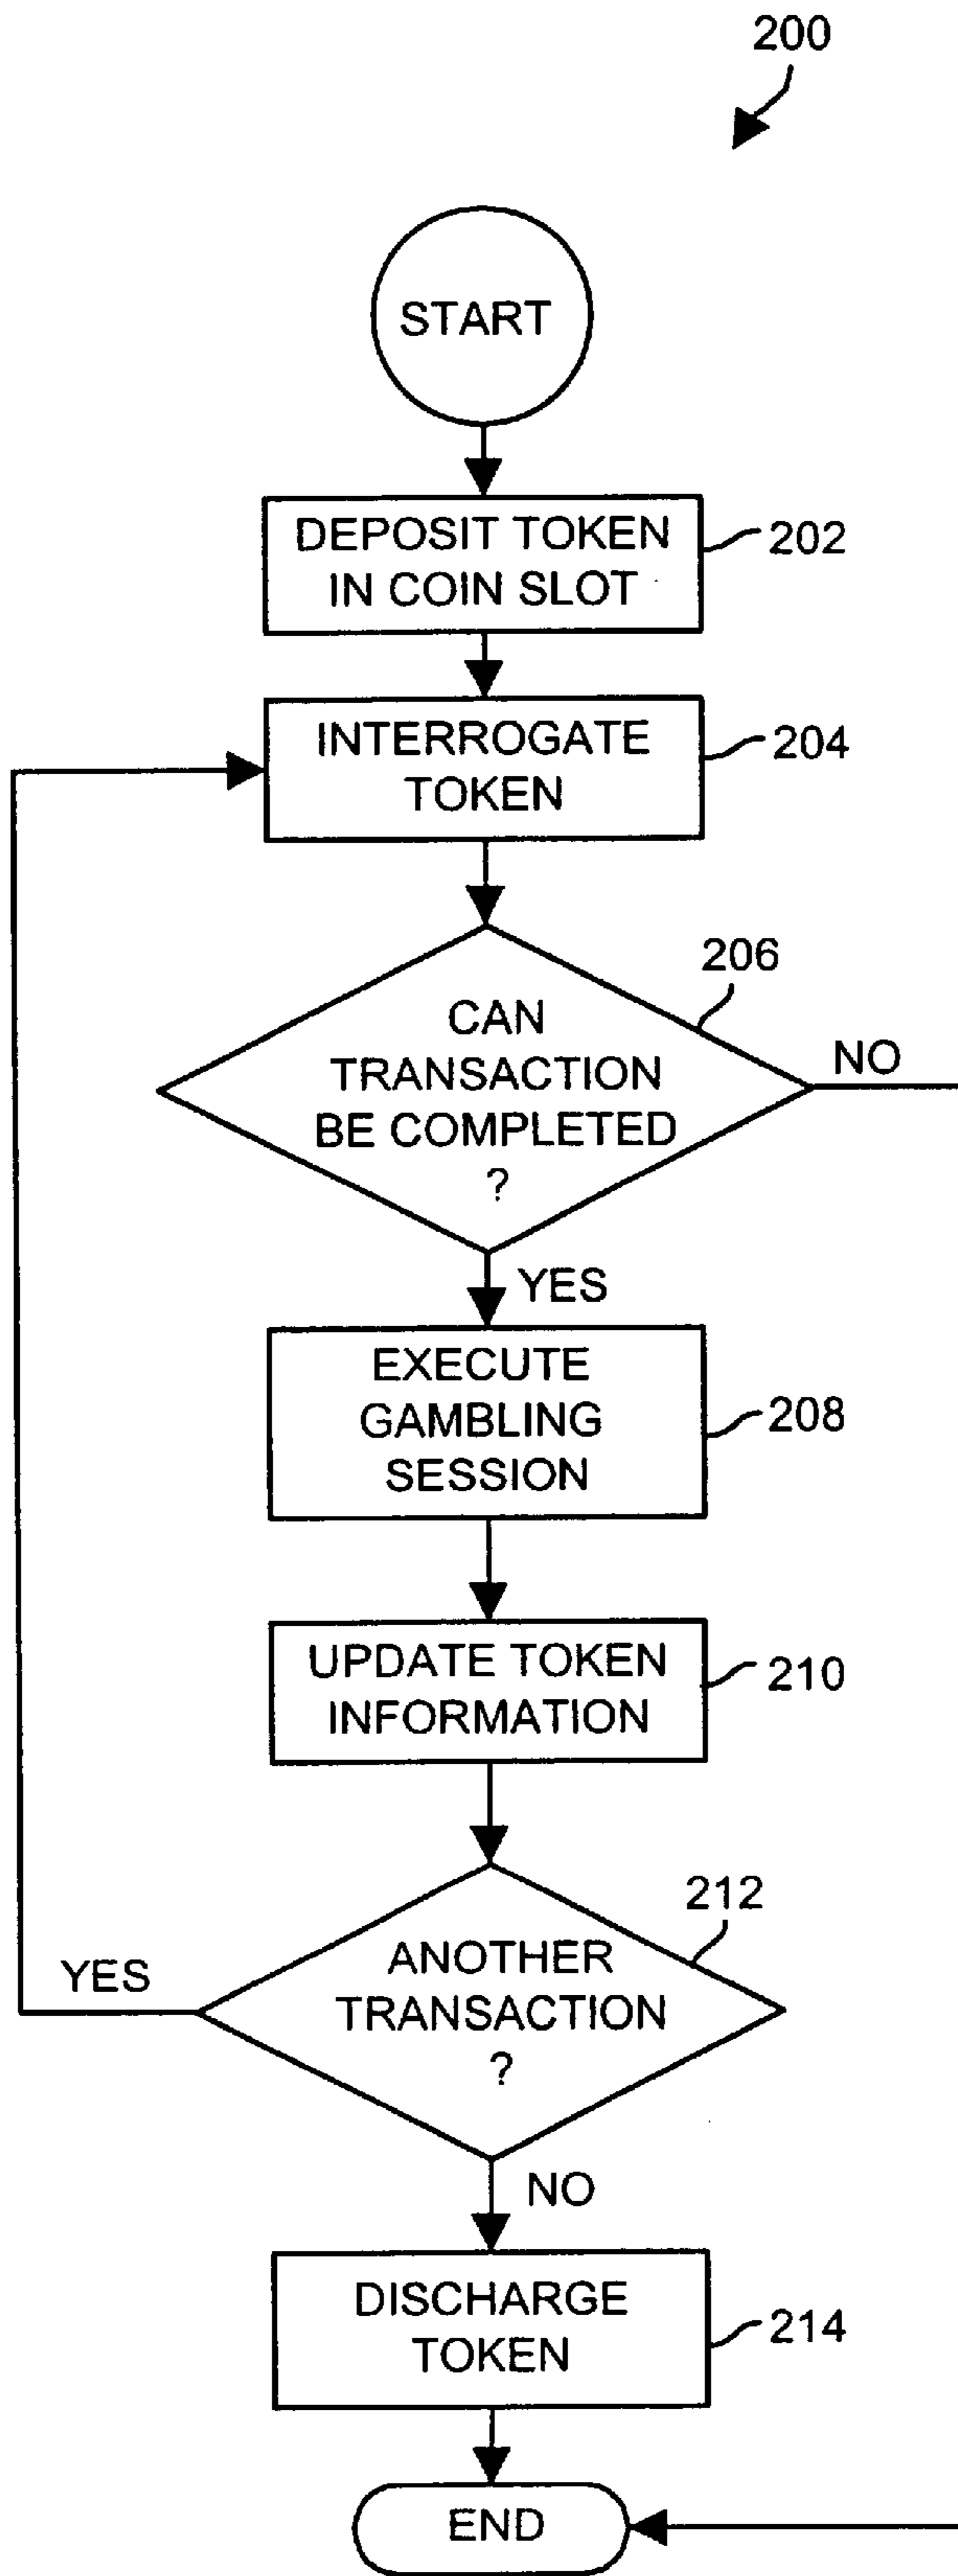 200
START
DEPOSIT TOKEN
IN COIN SLOT
202
INTERROGATE
TOKEN
204
206
CAN
TRANSACTION
BE COMPLETED
?
NO
YES
EXECUTE
GAMBLING
SESSION
208
UPDATE TOKEN
INFORMATION
210
212
ANOTHER
TRANSACTION
?
YES
NO
DISCHARGE
TOKEN
214
END